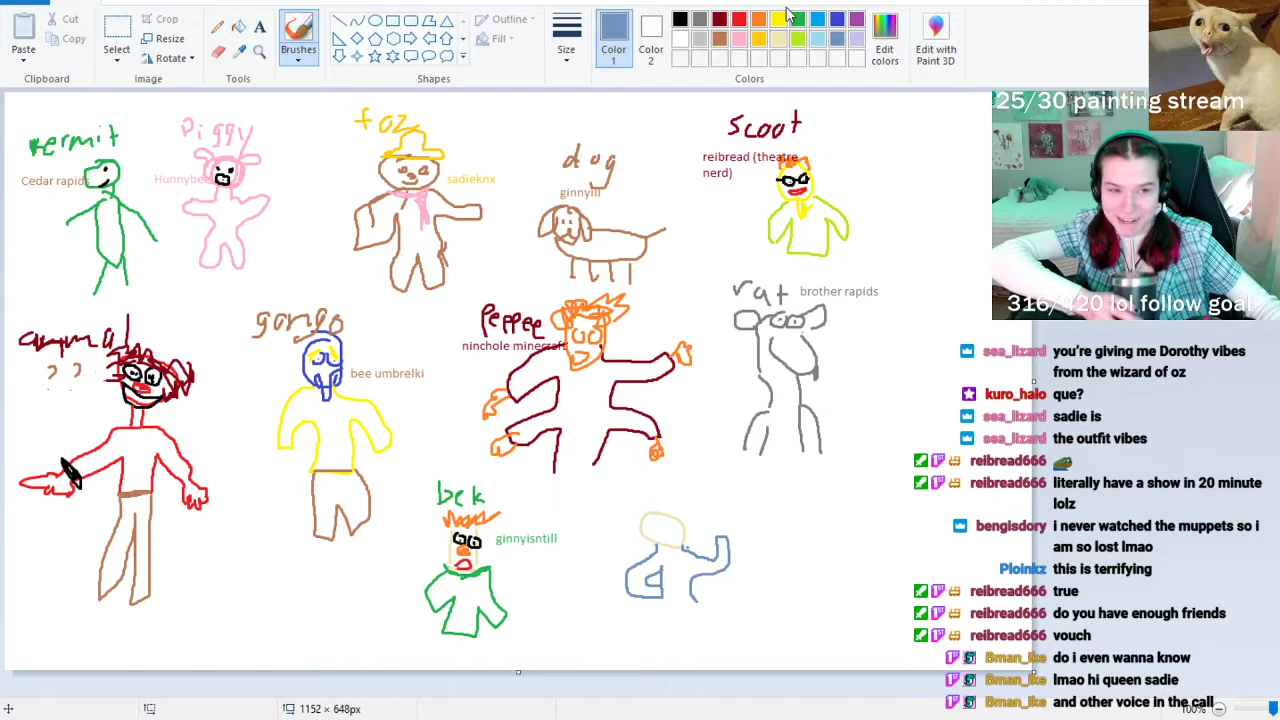 Cut
Copy
Paste
Clipboard
Select
Crop
Resize
Rotate
Image
Tools
Brushes
Shapes
Outline
Fill
Size
Color 1
Color 2
Edit colors
Edit with Paint 3D
Colors
25/30 painting stream
316/420 lol follow goal
kermit
Cedar rapids
piggy
Hunnybe
foz
sadieknx
dog
ginnyill
scoot
reibread (theatre
nerd)
rat
brother rapids
ammal
? ?
gongo
bee umbrelki
peppee
ninchole minecraft
bek
ginnyisntill
sea_lizard you’re giving me Dorothy vibes
from the wizard of oz
kuro_halo que?
sea_lizard sadie is
sea_lizard the outfit vibes
reibread666
reibread666 literally have a show in 20 minute
lolz
bengisdory i never watched the muppets so i
am so lost lmao
Ploinkz this is terrifying
reibread666 true
reibread666 do you have enough friends
reibread666 vouch
Bman_Ike do i even wanna know
Bman_Ike lmao hi queen sadie
Bman_Ike and other voice in the call
1152 × 648px
100%